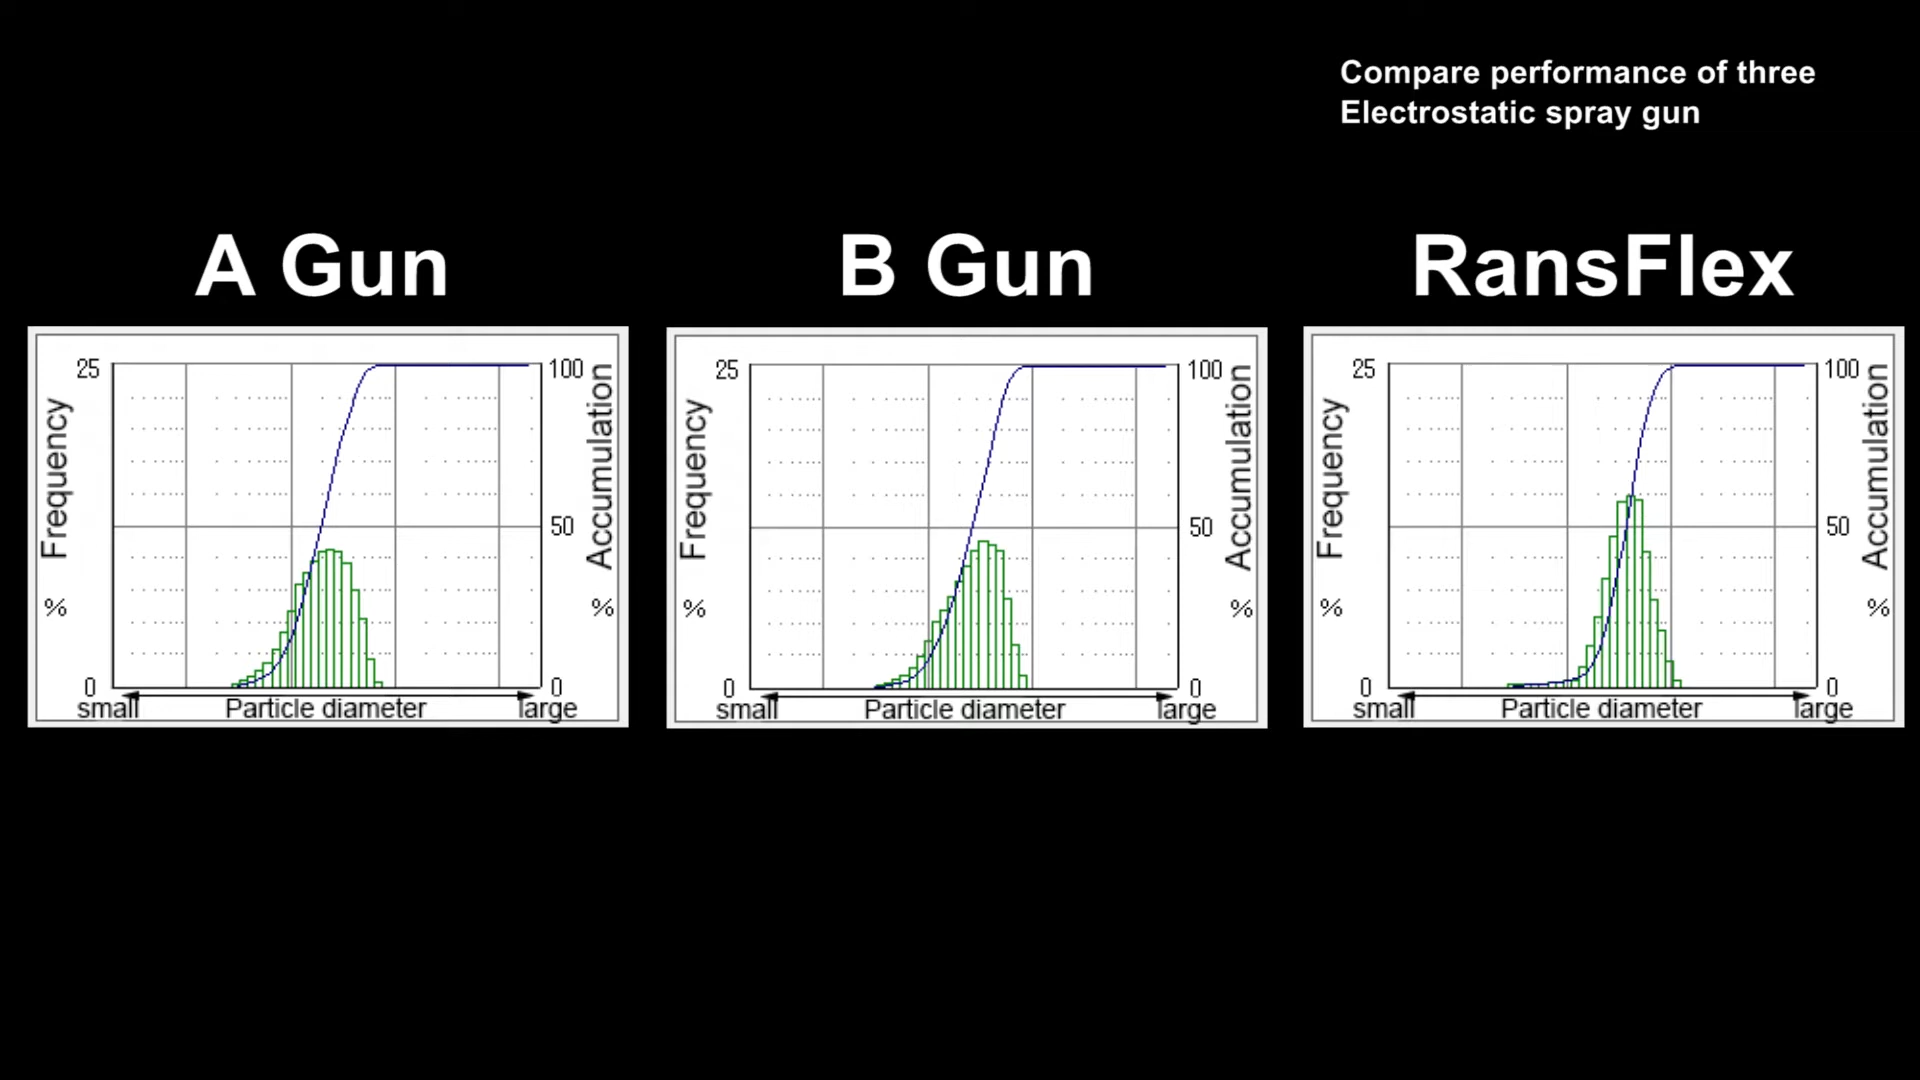 Compare performance of three
Electrostatic spray gun
A Gun
25
100
Frequency
Accumulation
50
%
%
0
0
small
Particle diameter
large
B Gun
25
100
Frequency
Accumulation
50
%
%
0
0
small
Particle diameter
large
RansFlex
25
100
Frequency
Accumulation
50
%
%
0
0
small
Particle diameter
large